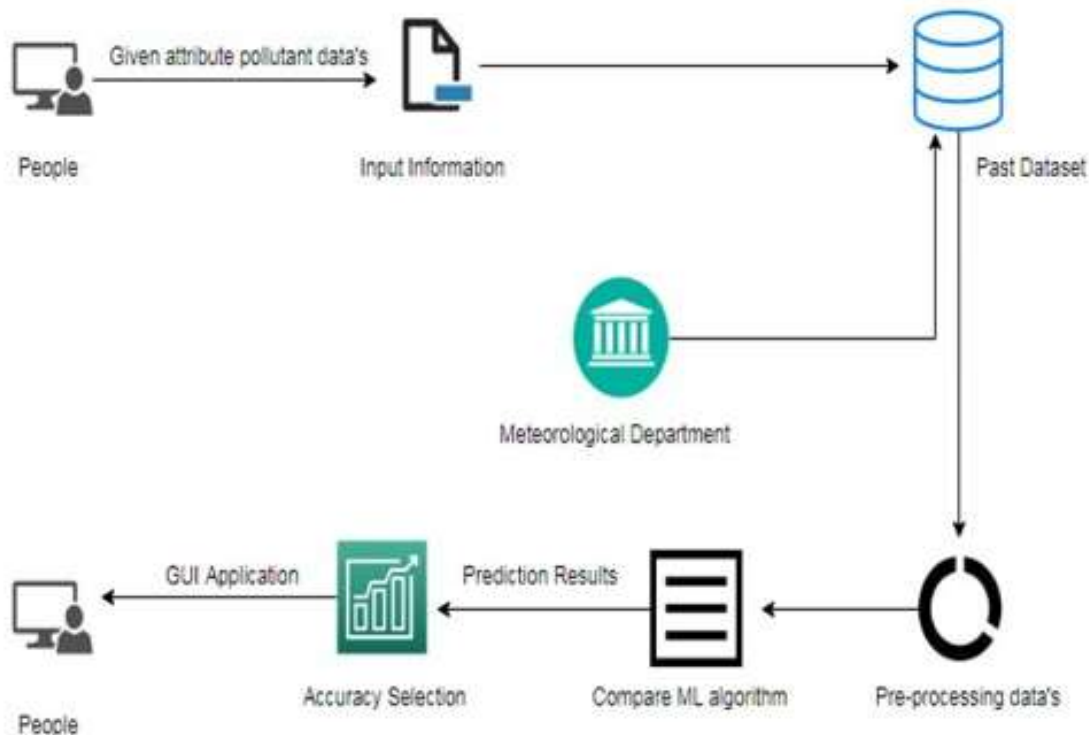 Given attribute pollutant data's
People
Input Information
Past Dataset
Meteorological Department
GUI Application
Prediction Results
People
Accuracy Selection
Compare ML algorithm
Pre-processing data's